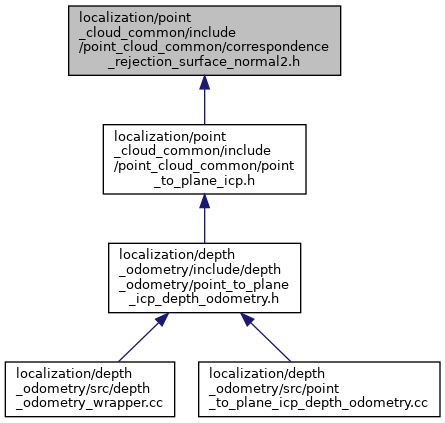 localization/point
_cloud_common/include
/point_cloud_common/correspondence
_rejection_surface_normal2.h
localization/point
_cloud_common/include
/point_cloud_common/point
_to_plane_icp.h
localization/depth
_odometry/include/depth
_odometry/point_to_plane
_icp_depth_odometry.h
localization/depth
_odometry/src/depth
_odometry_wrapper.cc
localization/depth
_odometry/src/point
_to_plane_icp_depth_odometry.cc